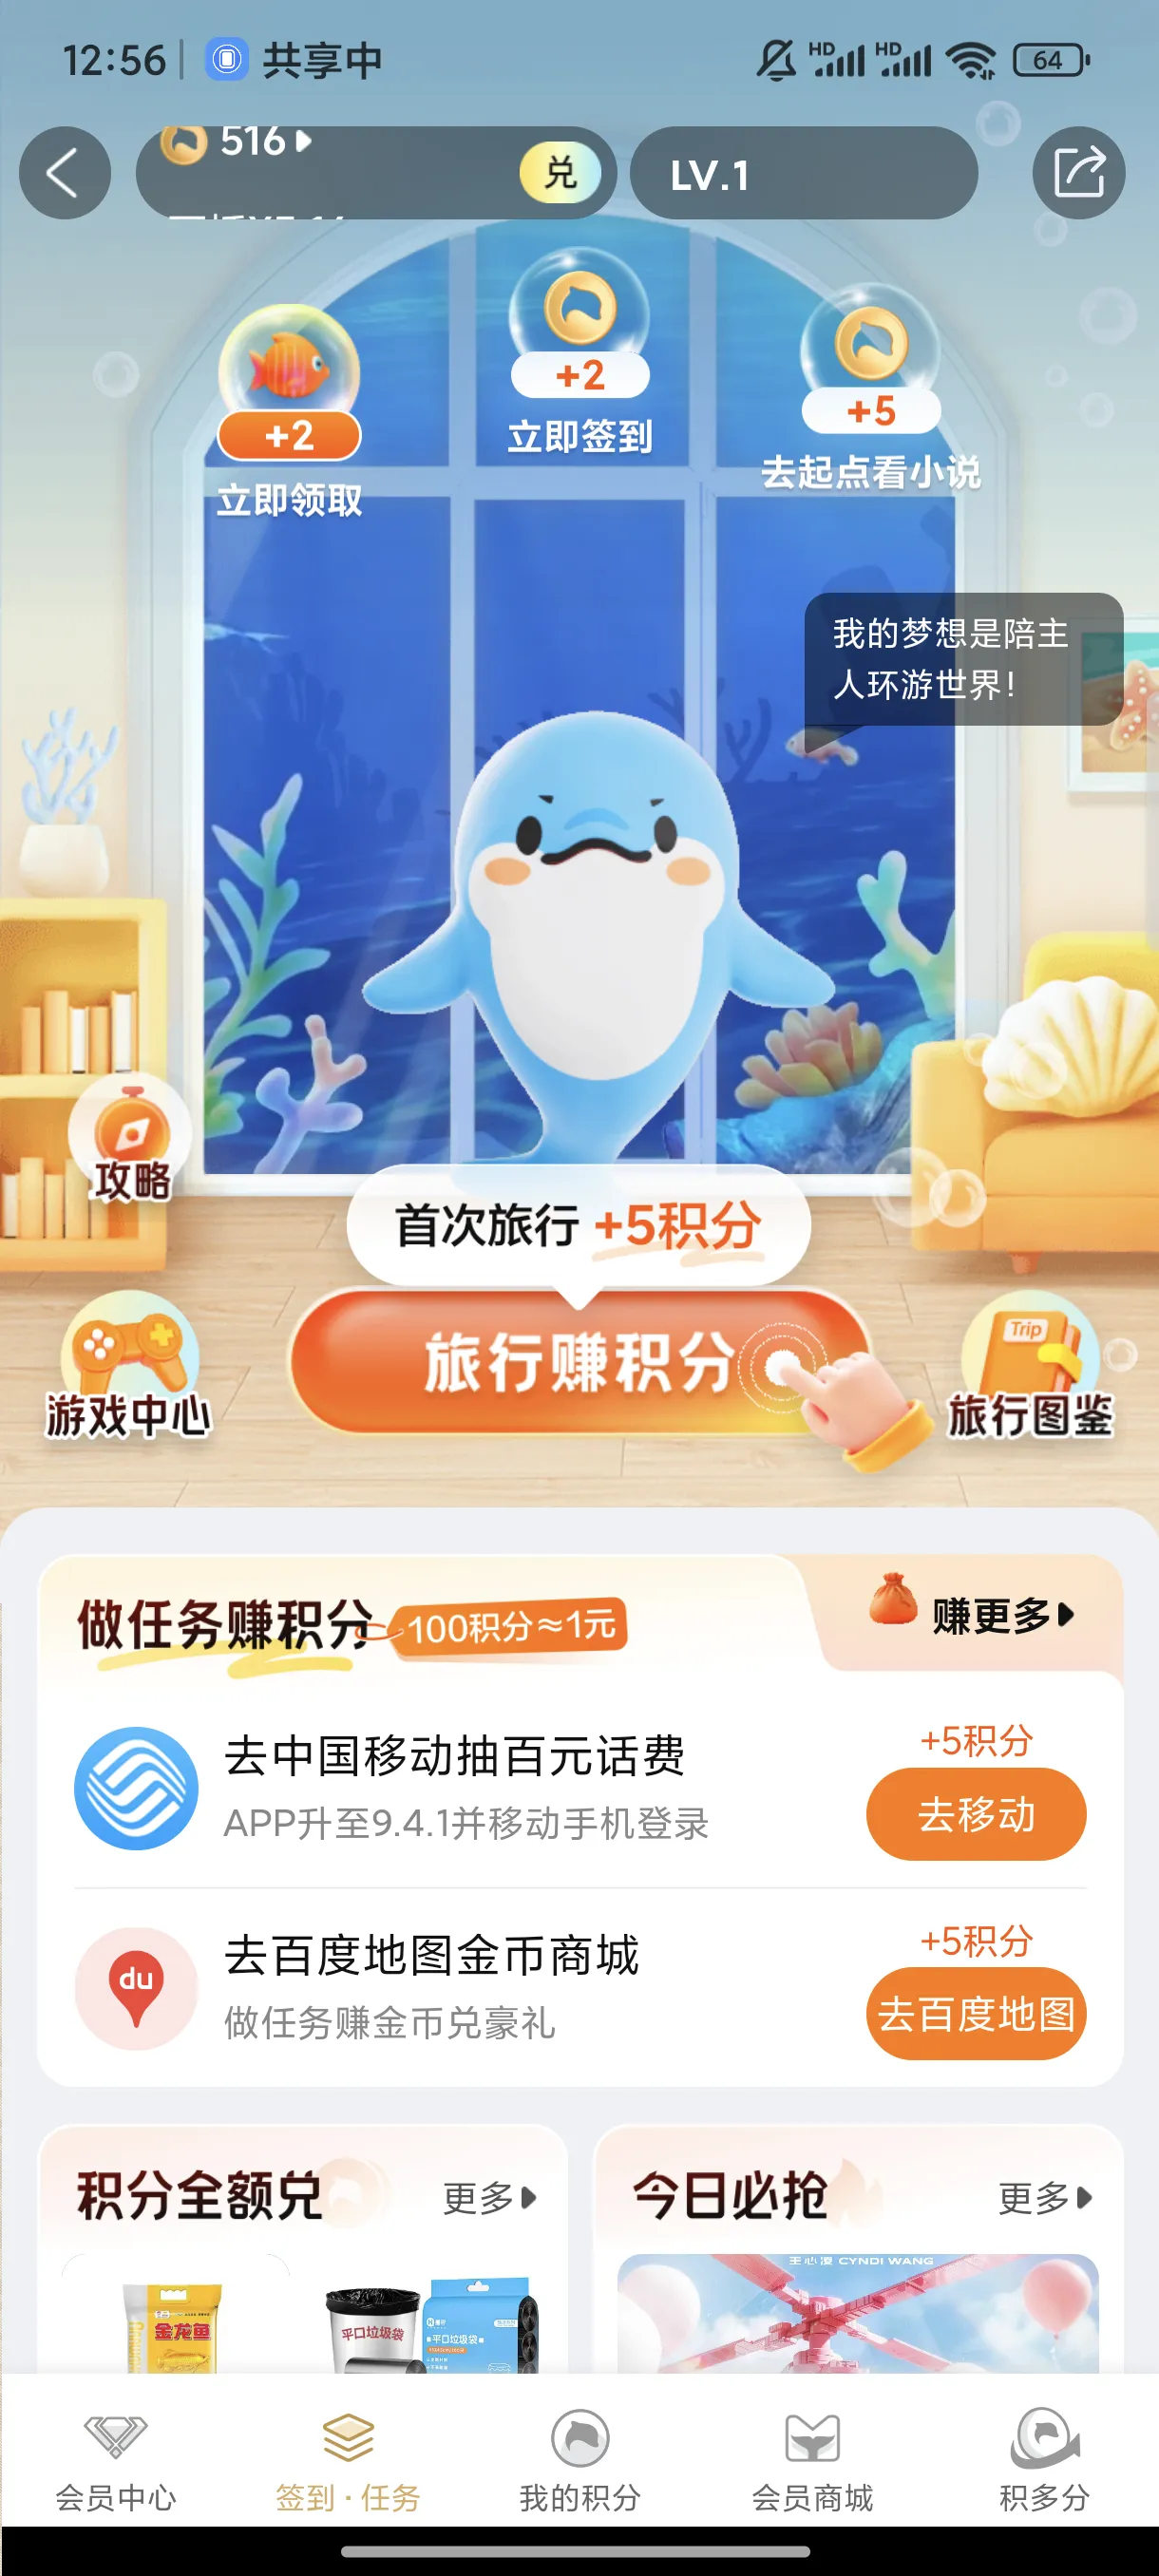 12:56
共享中
HD
HD
64
516
兑
LV.1
+2
立即领取
+2
立即签到
+5
去起点看小说
我的梦想是陪主
人环游世界！
攻略
首次旅行 +5积分
旅行赚积分
游戏中心
Trip
旅行图鉴
做任务赚积分
100积分≈1元
赚更多
去中国移动抽百元话费
APP升至9.4.1并移动手机登录
+5积分
去移动
du
去百度地图金币商城
做任务赚金币兑豪礼
+5积分
去百度地图
积分全额兑
更多
今日必抢
更多
金龙鱼
平口垃圾袋
平口垃圾袋
王心凌 CYNDI WANG
会员中心
签到·任务
我的积分
会员商城
积多分